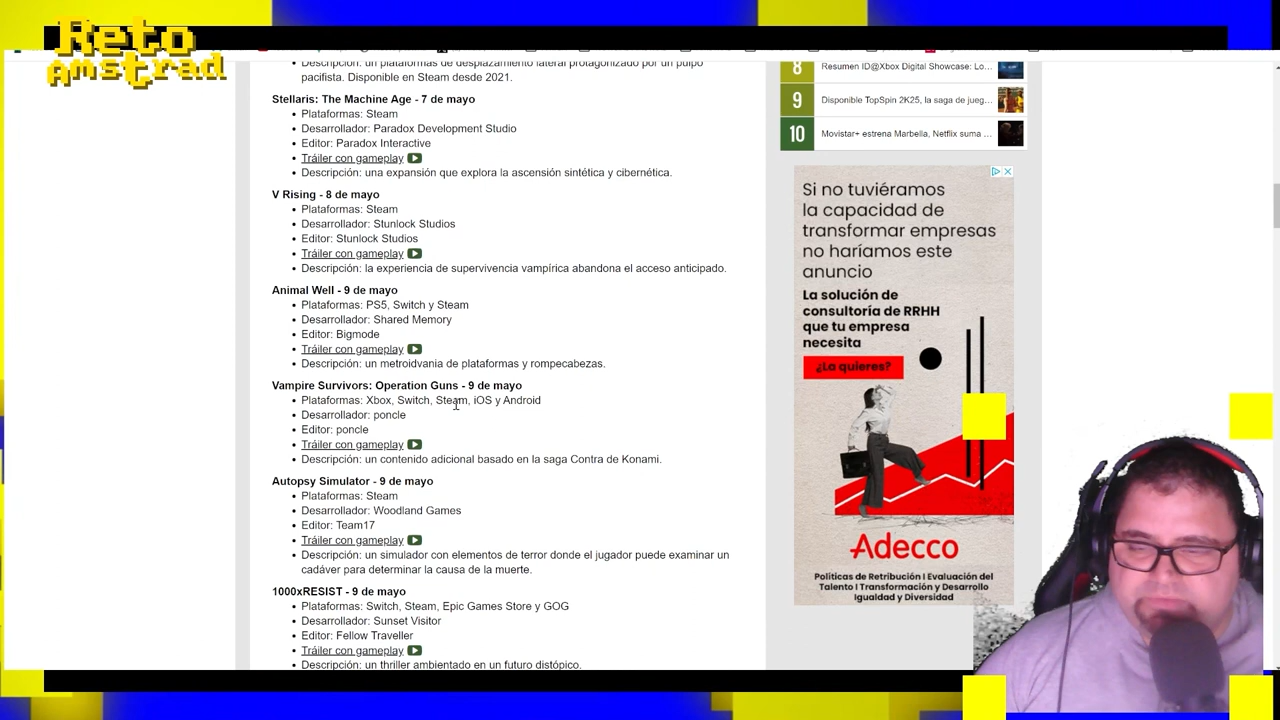 Reto
Amstrad
Descripción: un plataformas de desplazamiento lateral protagonizado por un pulpo
pacifista. Disponible en Steam desde 2021.
Stellaris: The Machine Age - 7 de mayo
• Plataformas: Steam
• Desarrollador: Paradox Development Studio
• Editor: Paradox Interactive
• Tráiler con gameplay
• Descripción: una expansión que explora la ascensión sintética y cibernética.
V Rising - 8 de mayo
• Plataformas: Steam
• Desarrollador: Stunlock Studios
• Editor: Stunlock Studios
• Tráiler con gameplay
• Descripción: la experiencia de supervivencia vampírica abandona el acceso anticipado.
Animal Well - 9 de mayo
• Plataformas: PS5, Switch y Steam
• Desarrollador: Shared Memory
• Editor: Bigmode
• Tráiler con gameplay
• Descripción: un metroidvania de plataformas y rompecabezas.
Vampire Survivors: Operation Guns - 9 de mayo
• Plataformas: Xbox, Switch, Steam, iOS y Android
• Desarrollador: poncle
• Editor: poncle
• Tráiler con gameplay
• Descripción: un contenido adicional basado en la saga Contra de Konami.
Autopsy Simulator - 9 de mayo
• Plataformas: Steam
• Desarrollador: Woodland Games
• Editor: Team17
• Tráiler con gameplay
• Descripción: un simulador con elementos de terror donde el jugador puede examinar un
cadáver para determinar la causa de la muerte.
1000xRESIST - 9 de mayo
• Plataformas: Switch, Steam, Epic Games Store y GOG
• Desarrollador: Sunset Visitor
• Editor: Fellow Traveller
• Tráiler con gameplay
• Descripción: un thriller ambientado en un futuro distópico.
8 Resumen ID@Xbox Digital Showcase: Lo...
9 Disponible TopSpin 2K25, la saga de jueg...
10 Movistar+ estrena Marbella, Netflix suma ...
Si no tuviéramos
la capacidad de
transformar empresas
no haríamos este
anuncio
La solución de
consultoría de RRHH
que tu empresa
necesita
¿La quieres?
Adecco
Políticas de Retribución I Evaluación del
Talento I Transformación y Desarrollo
Igualdad y Diversidad